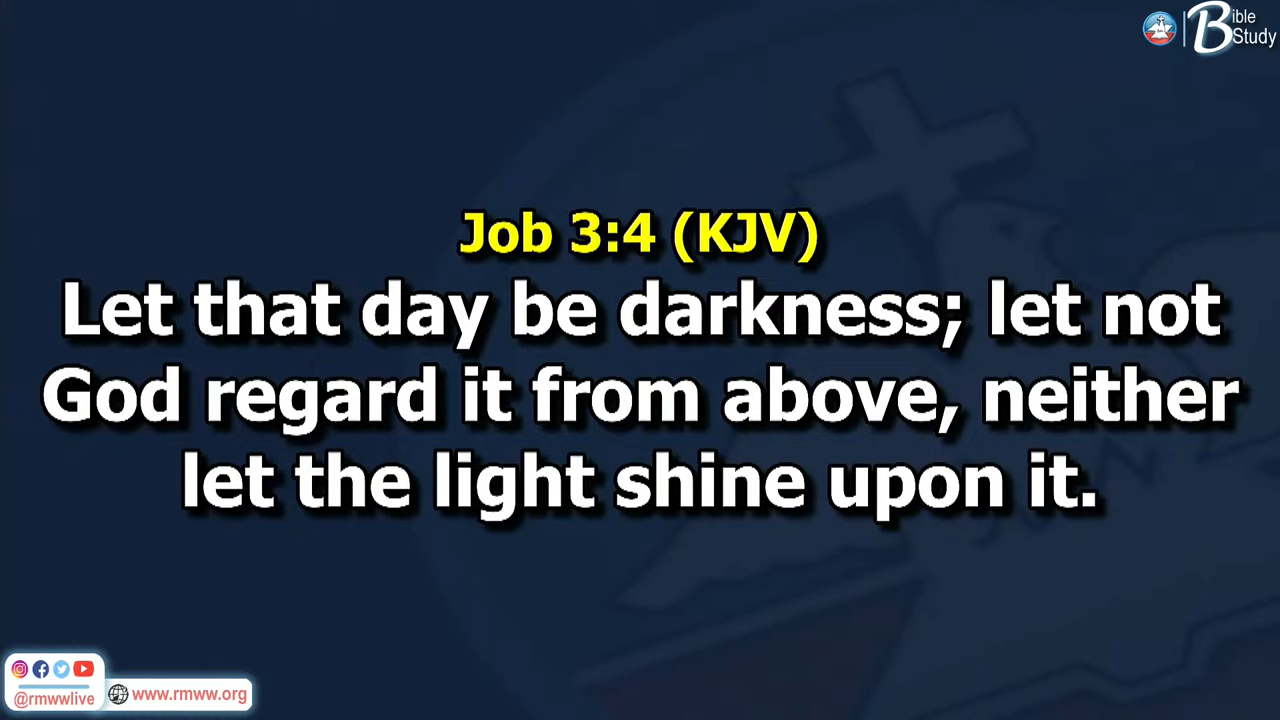 Bible
Study
Job 3:4 (KJV)
Let that day be darkness; let not
God regard it from above, neither
let the light shine upon it.
@rmwwlive
www.rmww.org